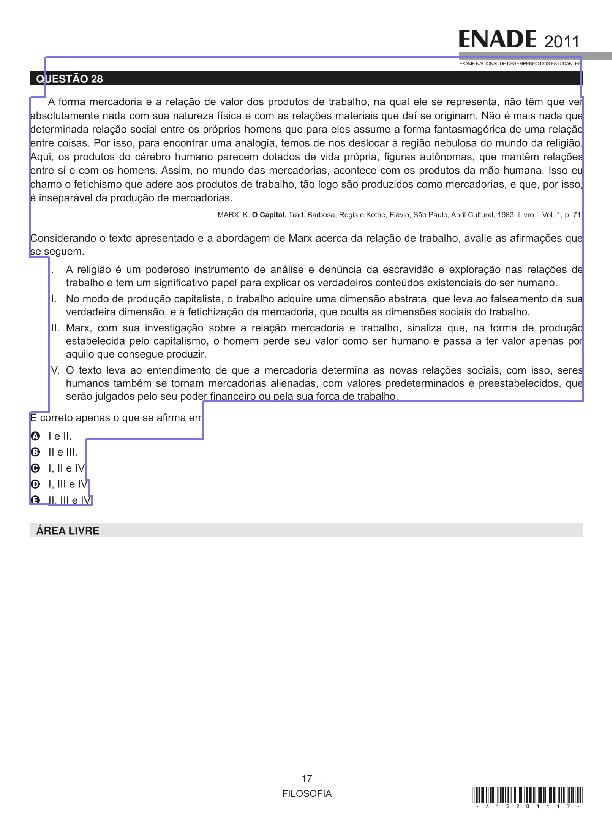 ENADE 2011
EXAME NACIONAL DE DESEMPENHO DOS ESTUDANTES
QUESTÃO 28
A forma mercadoria e a relação de valor dos produtos de trabalho, na qual ele se representa, não têm que ver
absolutamente nada com sua natureza física e com as relações materiais que daí se originam. Não é mais nada que
determinada relação social entre os próprios homens que para eles assume a forma fantasmagórica de uma relação
entre coisas. Por isso, para encontrar uma analogia, temos de nos deslocar à região nebulosa do mundo da religião.
Aqui, os produtos do cérebro humano parecem dotados de vida própria, figuras autônomas, que mantêm relações
entre si e com os homens. Assim, no mundo das mercadorias, acontece com os produtos da mão humana. Isso eu
chamo o fetichismo que adere aos produtos de trabalho, tão logo são produzidos como mercadorias, e que, por isso,
é inseparável da produção de mercadorias.
MARX, K. O Capital, Trad. Barbosa, Regis e Kothe, Flávio, São Paulo, Abril Cultural, 1983. Livro I, Vol. 1, p. 71.
Considerando o texto apresentado e a abordagem de Marx acerca da relação de trabalho, avalie as afirmações que
se seguem.
I. A religião é um poderoso instrumento de análise e denúncia da escravidão e exploração nas relações de
trabalho e tem um significativo papel para explicar os verdadeiros conteúdos existenciais do ser humano.
II. No modo de produção capitalista, o trabalho adquire uma dimensão abstrata, que leva ao falseamento da sua
verdadeira dimensão, e à fetichização da mercadoria, que oculta as dimensões sociais do trabalho.
III. Marx, com sua investigação sobre a relação mercadoria e trabalho, sinaliza que, na forma de produção
estabelecida pelo capitalismo, o homem perde seu valor como ser humano e passa a ter valor apenas por
aquilo que consegue produzir.
IV. O texto leva ao entendimento de que a mercadoria determina as novas relações sociais, com isso, seres
humanos também se tornam mercadorias alienadas, com valores predeterminados e preestabelecidos, que
serão julgados pelo seu poder financeiro ou pela sua força de trabalho.
É correto apenas o que se afirma em
A I e II.
B II e III.
C I, II e IV.
D I, III e IV.
E II, III e IV.
ÁREA LIVRE
17
FILOSOFIA